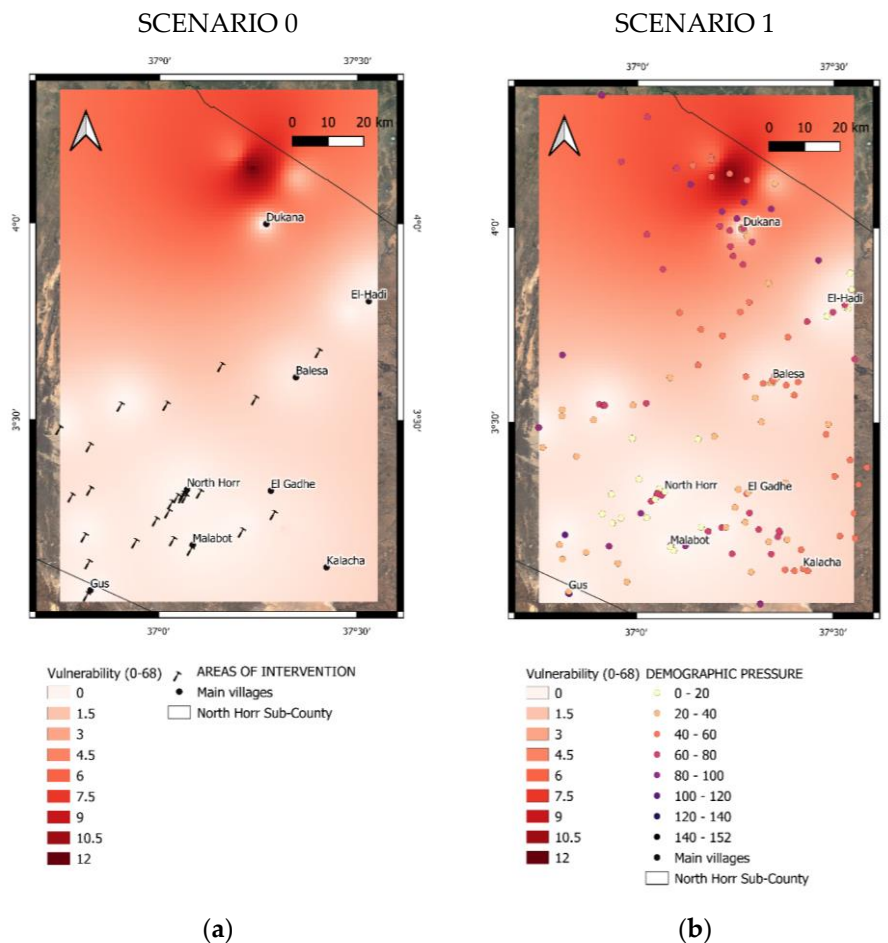 SCENARIO 0
SCENARIO 1
37°0'
37°30'
37°0'
37°30'
0 10 20 km
0 10 20 km
4°0'
Dukana
4°0'
4°0'
Dukana
4°0'
El-Hadi
El-Hadi
Balesa
Balesa
3°30'
3°30'
3°30'
3°30'
North Horr
El Gadhe
North Horr
El Gadhe
Malabot
Malabot
Kalacha
Kalacha
Gus
Gus
37°0'
37°30'
37°0'
37°30'
Vulnerability (0-68)
0
1.5
3
4.5
6
7.5
9
10.5
12
AREAS OF INTERVENTION
Main villages
North Horr Sub-County
Vulnerability (0-68)
0
1.5
3
4.5
6
7.5
9
10.5
12
DEMOGRAPHIC PRESSURE
0 - 20
20 - 40
40 - 60
60 - 80
80 - 100
100 - 120
120 - 140
140 - 152
Main villages
North Horr Sub-County
(a)
(b)